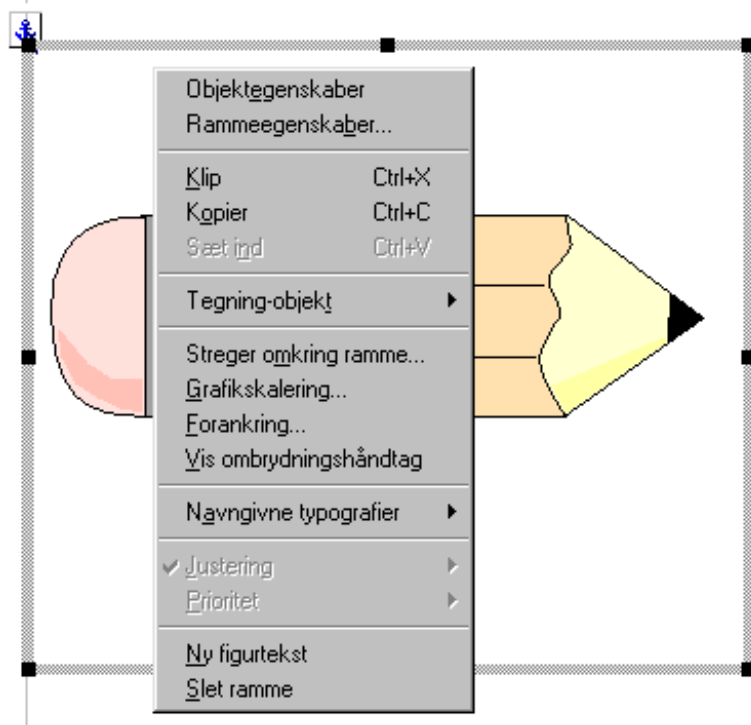 Objektegenskaber
Rammeegenskaber...
Klip Ctrl+X
Kopier Ctrl+C
Sæt ind Ctrl+V
Tegning-objekt
Streger omkring ramme...
Grafikskalering...
Forankring...
Vis ombrydningshåndtag
Navngivne typografier
Justering
Prioritet
Ny figurtekst
Slet ramme